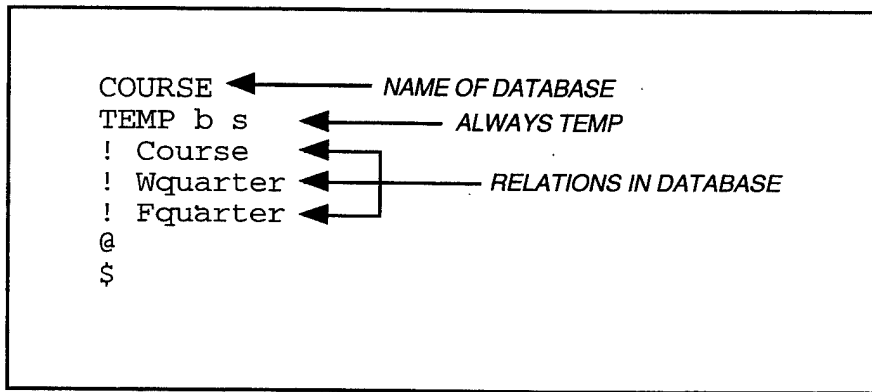 COURSE NAME OF DATABASE
TEMP b s ALWAYS TEMP
! Course
! Wquarter RELATIONS IN DATABASE
! Fquarter
@
$